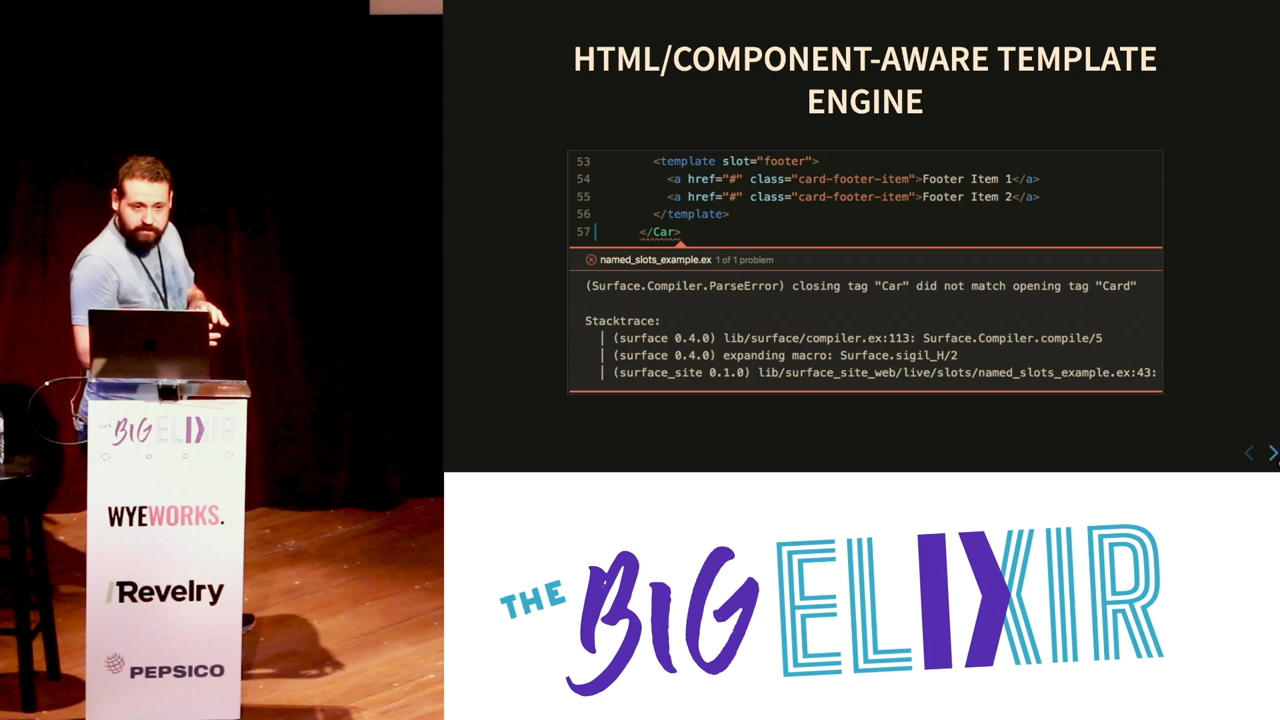 HTML/COMPONENT-AWARE TEMPLATE
ENGINE
53 <template slot="footer">
54 <a href="#" class="card-footer-item">Footer Item 1</a>
55 <a href="#" class="card-footer-item">Footer Item 2</a>
56 </template>
57 </Car>
named_slots_example.ex 1 of 1 problem
(Surface.Compiler.ParseError) closing tag "Car" did not match opening tag "Card"
Stacktrace:
| (surface 0.4.0) lib/surface/compiler.ex:113: Surface.Compiler.compile/5
| (surface 0.4.0) expanding macro: Surface.sigil_H/2
| (surface_site 0.1.0) lib/surface_site_web/live/slots/named_slots_example.ex:43:
THE BIG ELIXIR
WYEWORKS.
Revelry
PEPSICO
THE BIG ELIXIR